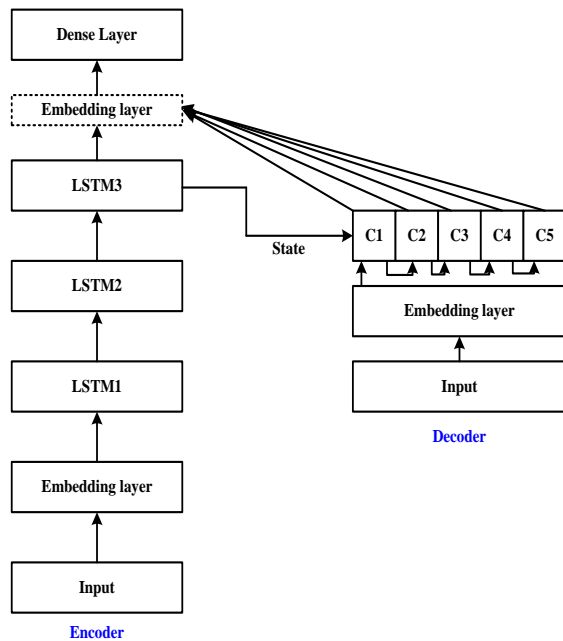 Dense Layer
Embedding layer
LSTM3
State
C1 C2 C3 C4 C5
LSTM2
Embedding layer
LSTM1
Input
Decoder
Embedding layer
Input
Encoder